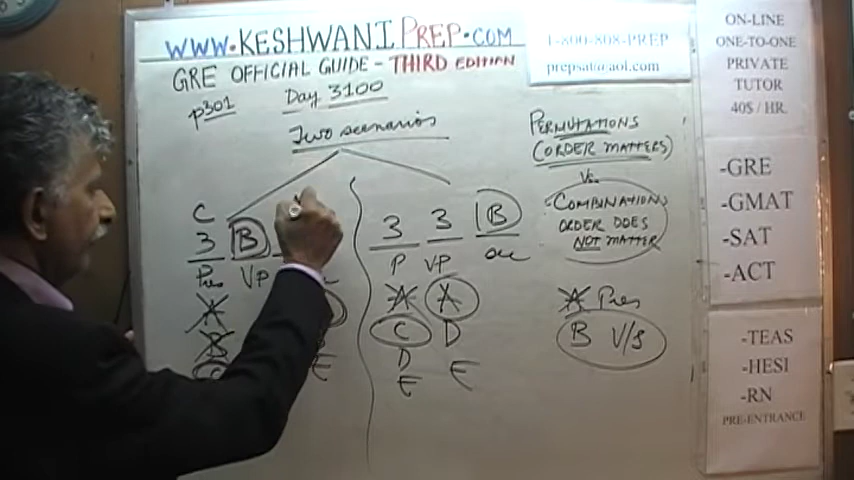 WWW.KESHWANIPREP.COM
1-800-808-PREP
prepsat@aol.com
GRE OFFICIAL GUIDE - THIRD EDITION
p301
Day 3100
Two scenarios
C
3 B
Pres VP
A
B
E
3 3 B
P VP
A A
C D
D
E E
PERMUTATIONS
(ORDER MATTERS)
Vs.
COMBINATIONS
ORDER DOES
NOT MATTER
A Pres
B V/S
ON-LINE
ONE-TO-ONE
PRIVATE
TUTOR
40$ / HR.
-GRE
-GMAT
-SAT
-ACT
-TEAS
-HESI
-RN
PRE-ENTRANCE